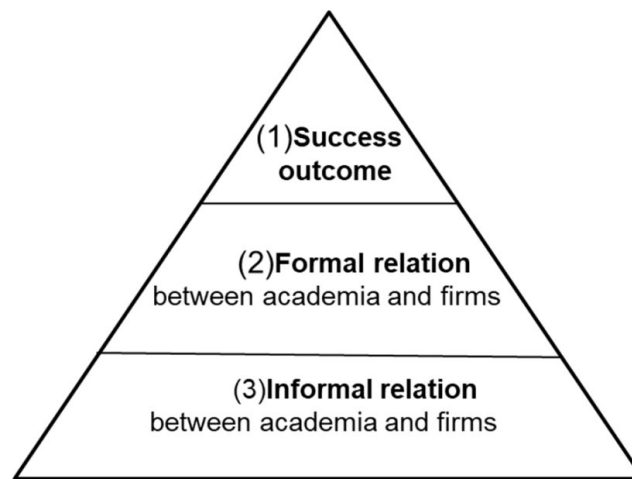 (1)Success
outcome
(2)Formal relation
between academia and firms
(3)Informal relation
between academia and firms